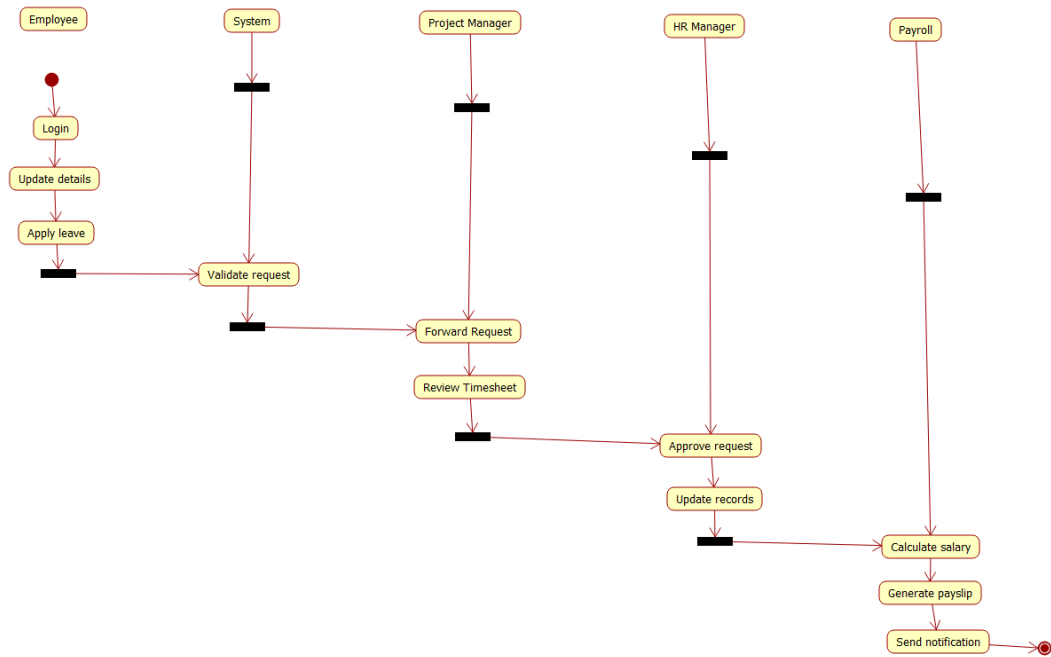 Employee
System
Project Manager
HR Manager
Payroll
Login
Update details
Apply leave
Validate request
Forward Request
Review Timesheet
Approve request
Update records
Calculate salary
Generate payslip
Send notification